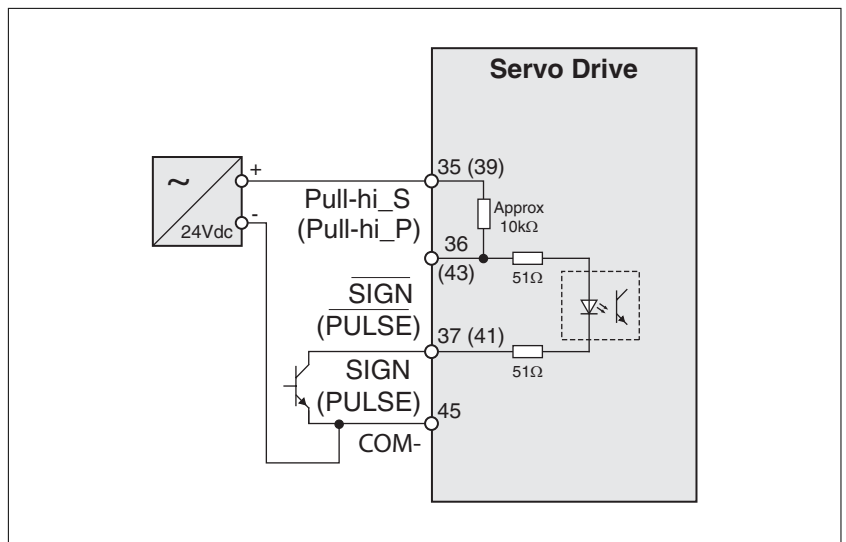 Servo Drive
~
24Vdc
+
-
Pull-hi_S
(Pull-hi_P)
35 (39)
Approx
10kΩ
36
(43)
51Ω
SIGN
(PULSE)
37 (41)
51Ω
SIGN
(PULSE)
45
COM-